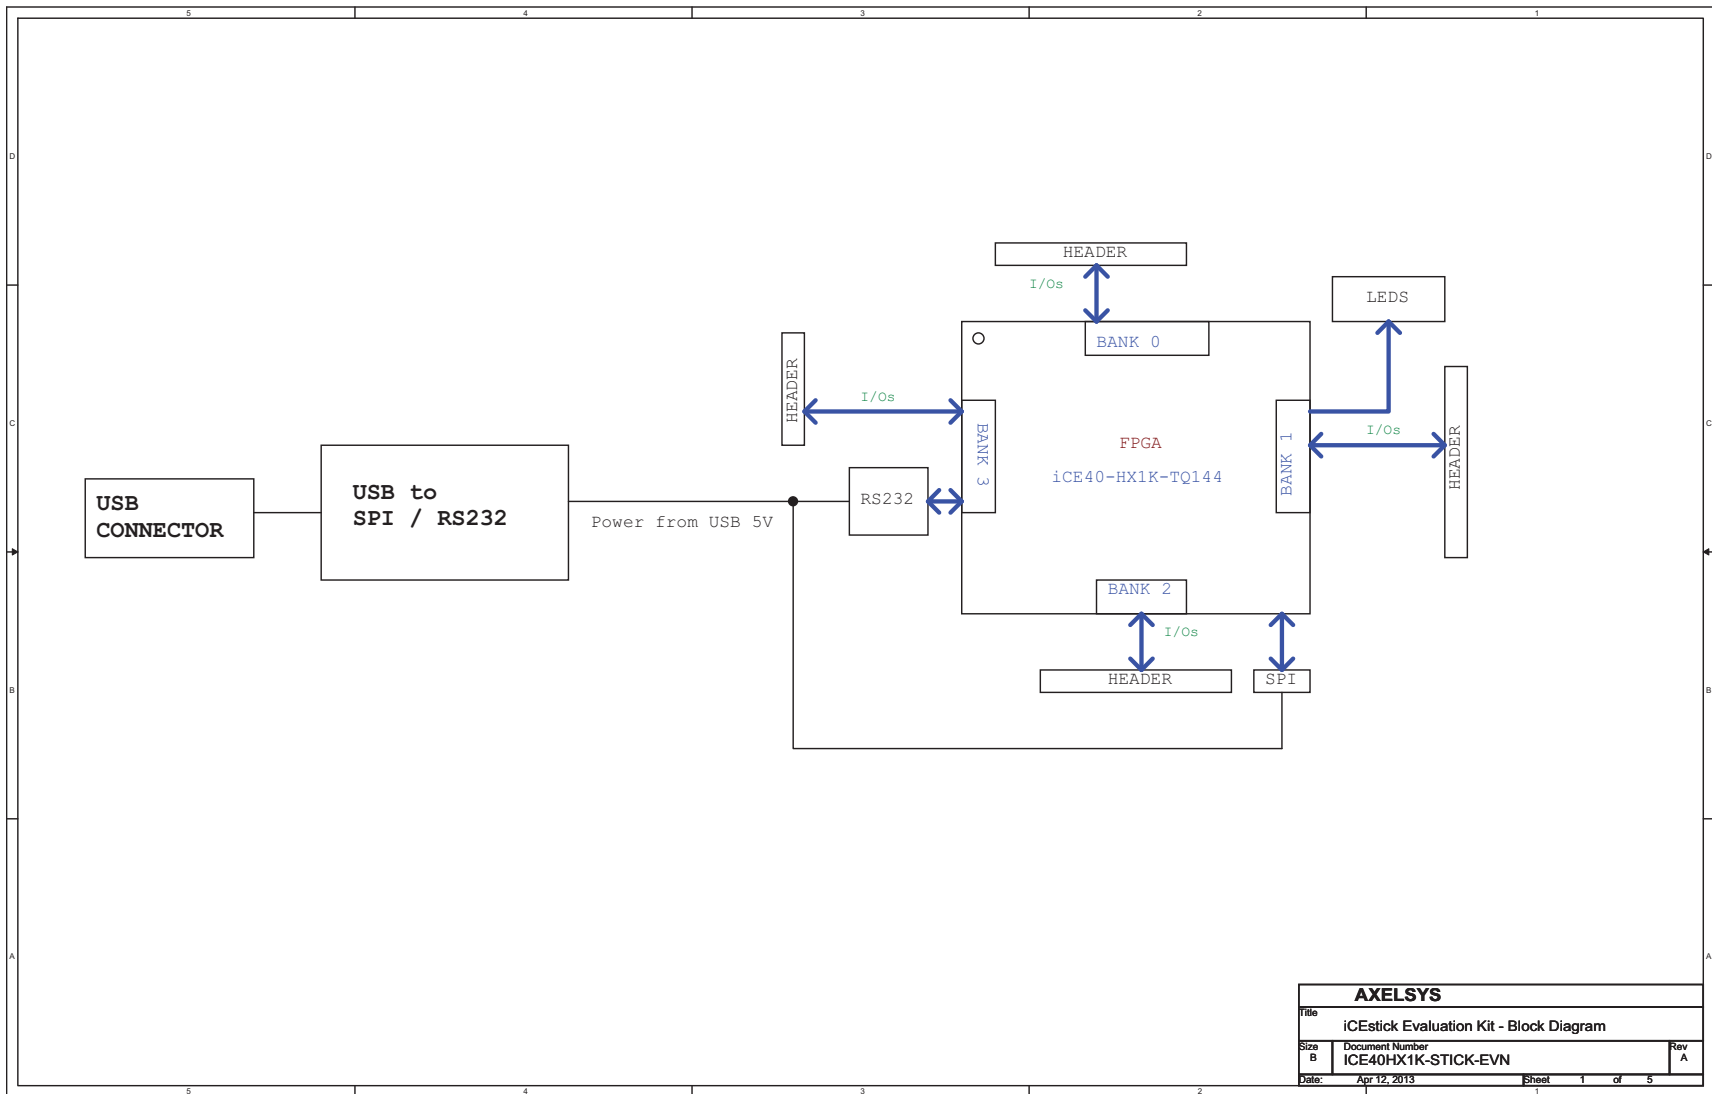 5 4 3 2 1
D D
HEADER
I/Os
LEDS
BANK 0
HEADER
I/Os
C C
I/Os
HEADER
BANK 3
FPGA
BANK 1
iCE40-HX1K-TQ144
USB
CONNECTOR
USB to
SPI / RS232
RS232
Power from USB 5V
BANK 2
I/Os
HEADER
SPI
B B
A A
AXELSYS
Title
iCEstick Evaluation Kit - Block Diagram
Size
B
Document Number
ICE40HX1K-STICK-EVN
Rev
A
Date: Apr 12, 2013 Sheet 1 of 5
5 4 3 2 1